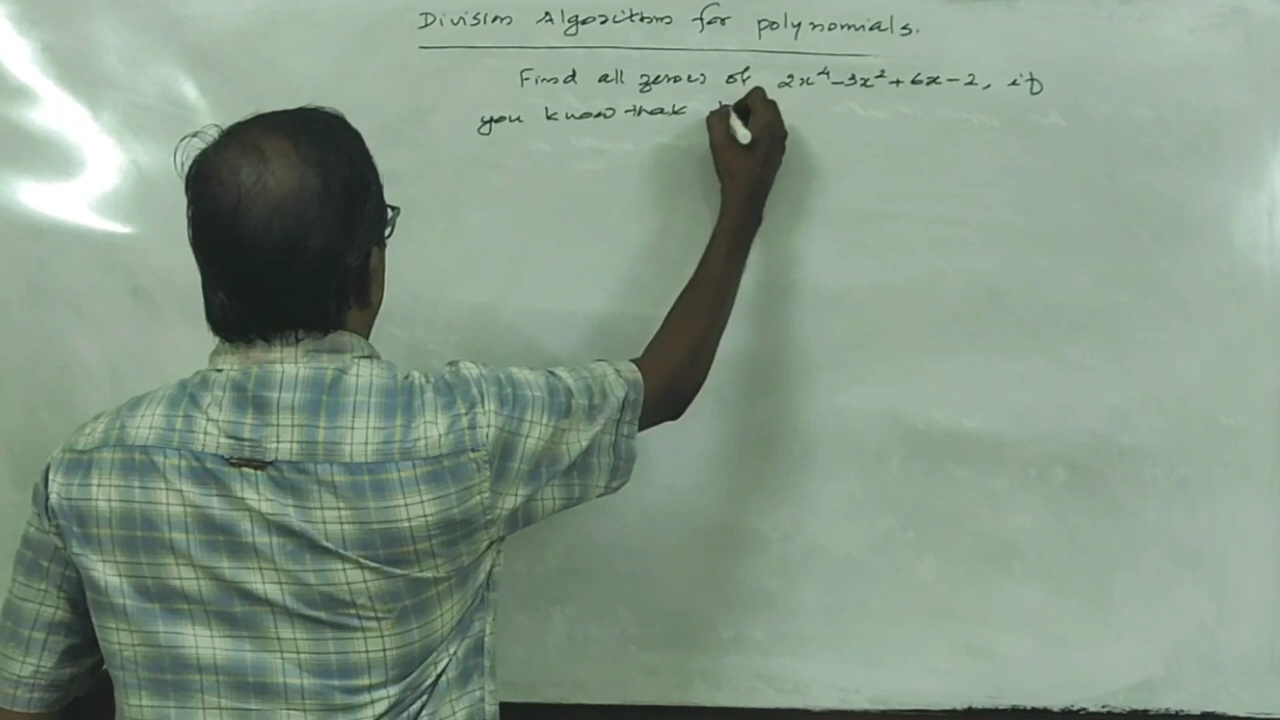 Division Algorithm for polynomials.
Find all zeroes of 2x⁴-3x²+6x-2, if
you know that